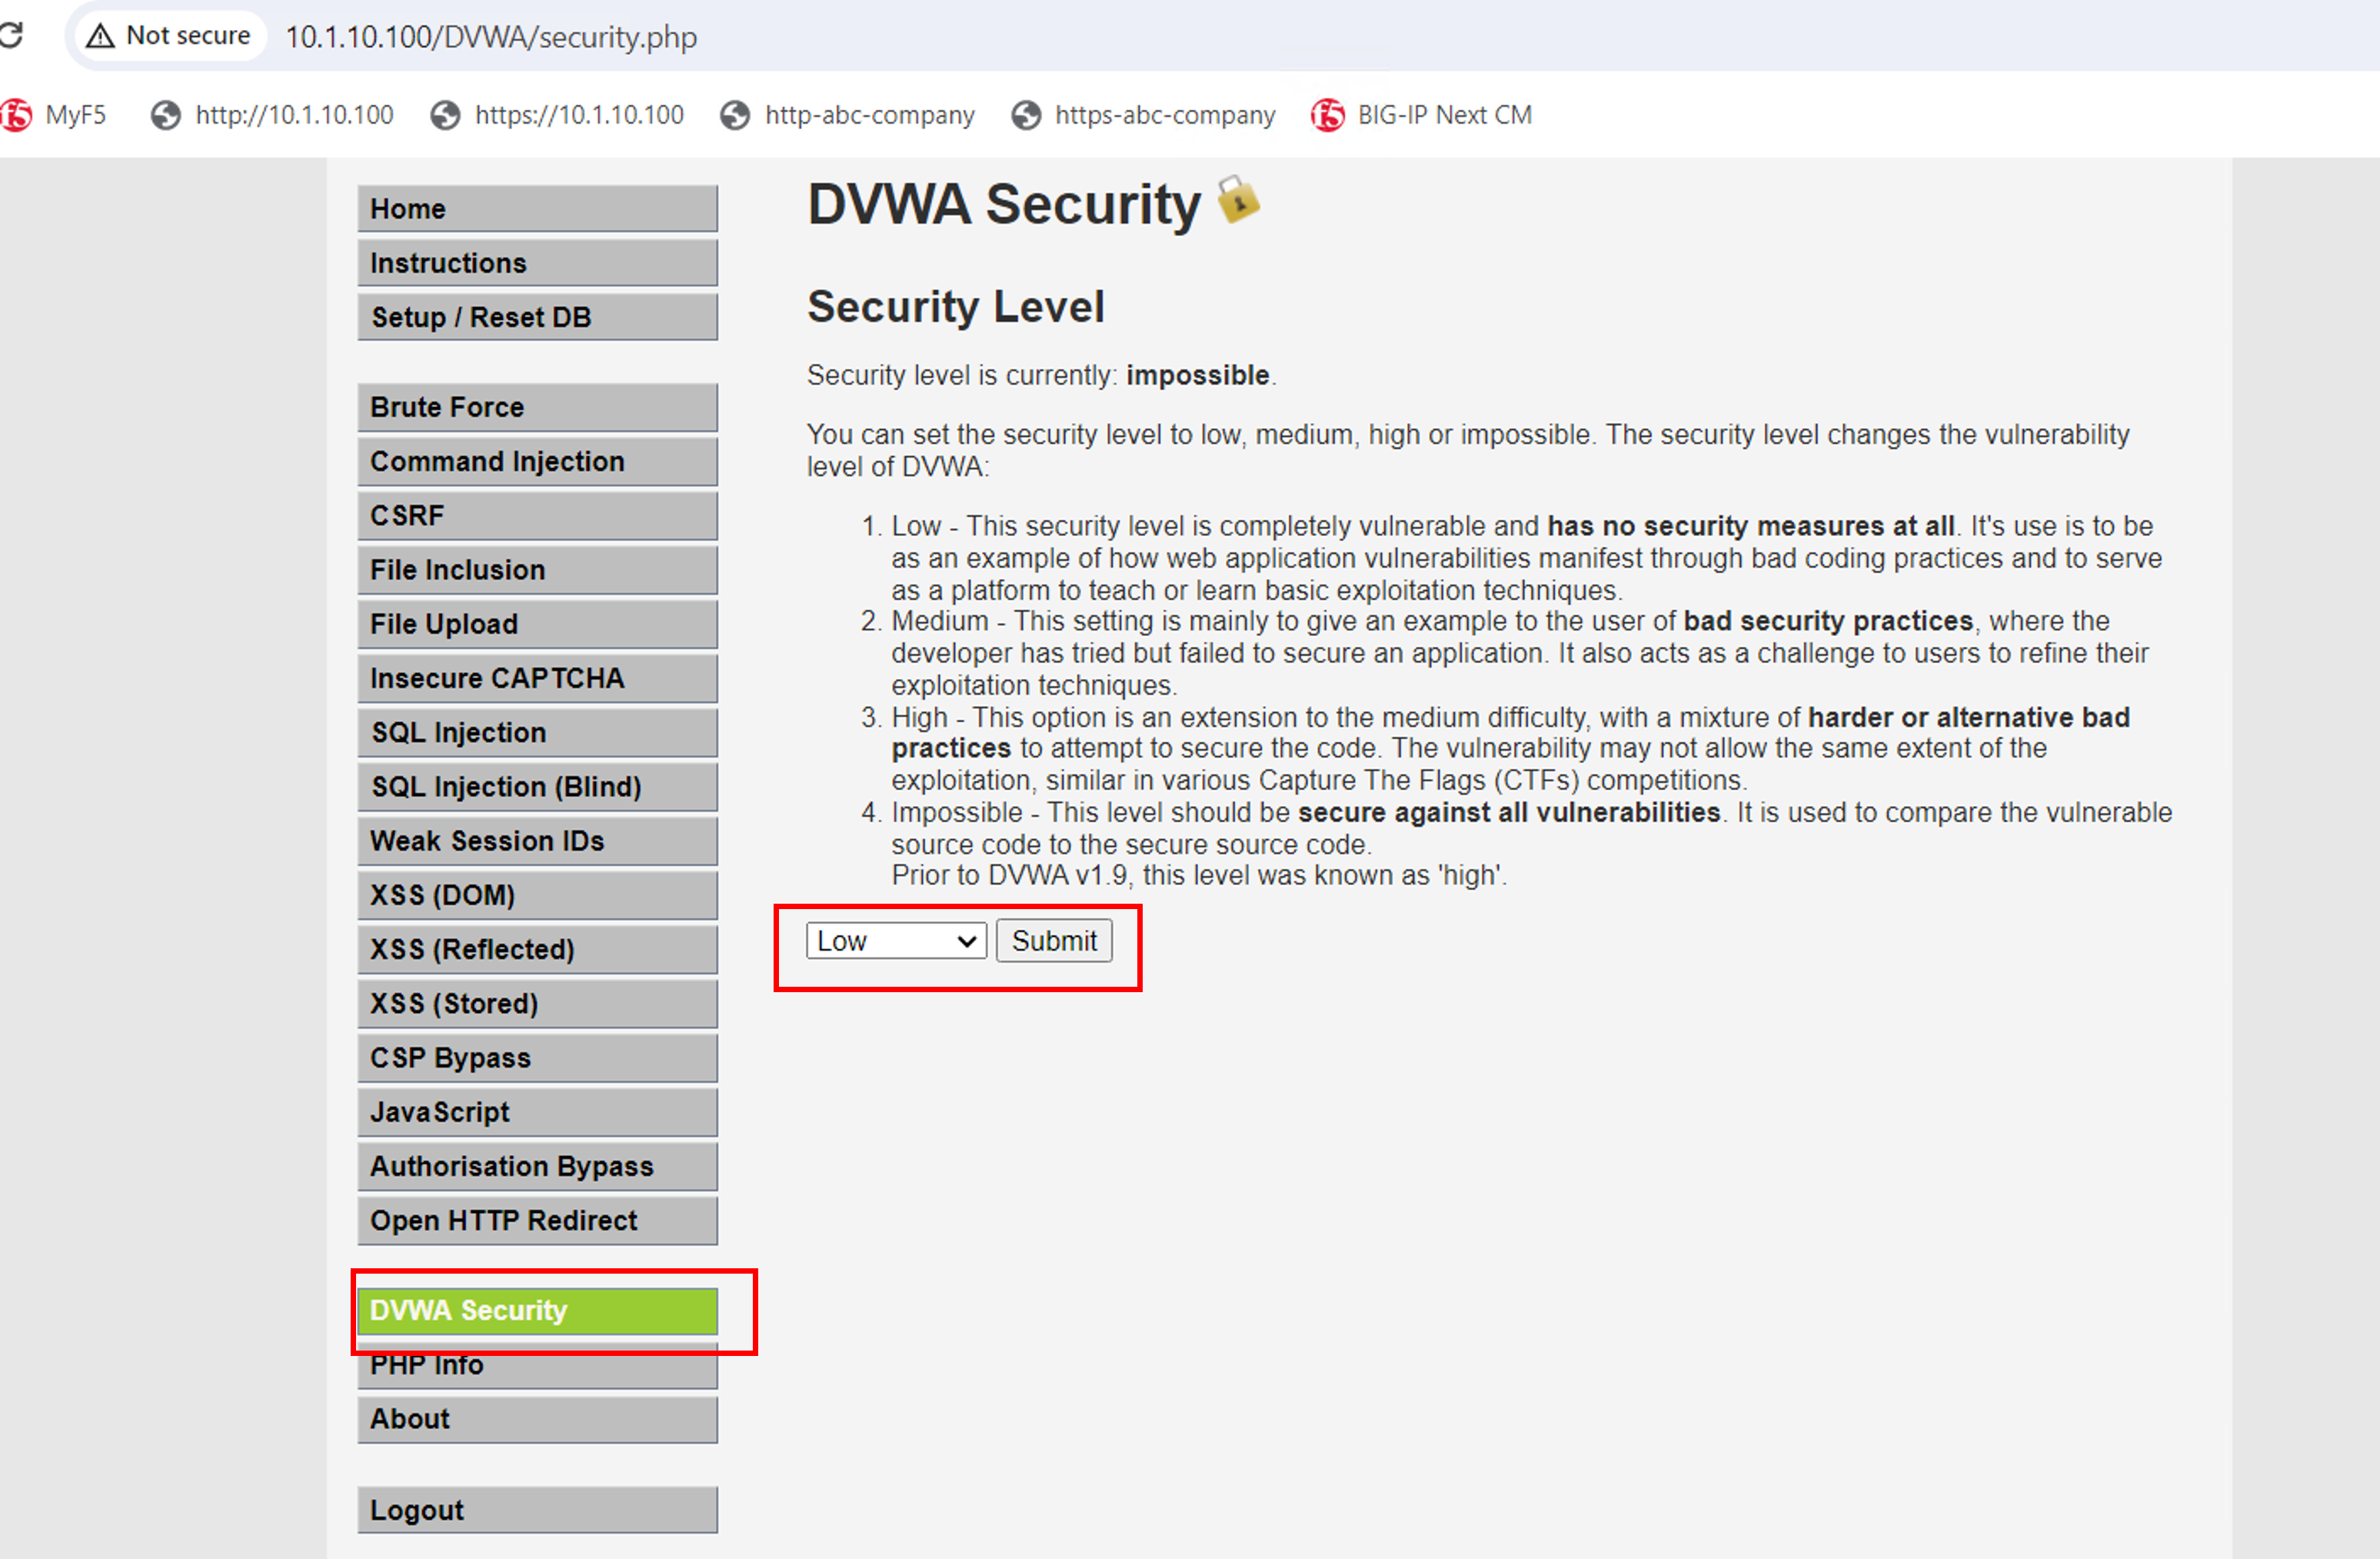 Not secure 10.1.10.100/DVWA/security.php
MyF5 http://10.1.10.100 https://10.1.10.100 http-abc-company https-abc-company BIG-IP Next CM
Home
Instructions
Setup / Reset DB
Brute Force
Command Injection
CSRF
File Inclusion
File Upload
Insecure CAPTCHA
SQL Injection
SQL Injection (Blind)
Weak Session IDs
XSS (DOM)
XSS (Reflected)
XSS (Stored)
CSP Bypass
JavaScript
Authorisation Bypass
Open HTTP Redirect
DVWA Security
PHP Info
About
Logout
DVWA Security
Security Level
Security level is currently: impossible.
You can set the security level to low, medium, high or impossible. The security level changes the vulnerability
level of DVWA:
1. Low - This security level is completely vulnerable and has no security measures at all. It's use is to be
as an example of how web application vulnerabilities manifest through bad coding practices and to serve
as a platform to teach or learn basic exploitation techniques.
2. Medium - This setting is mainly to give an example to the user of bad security practices, where the
developer has tried but failed to secure an application. It also acts as a challenge to users to refine their
exploitation techniques.
3. High - This option is an extension to the medium difficulty, with a mixture of harder or alternative bad
practices to attempt to secure the code. The vulnerability may not allow the same extent of the
exploitation, similar in various Capture The Flags (CTFs) competitions.
4. Impossible - This level should be secure against all vulnerabilities. It is used to compare the vulnerable
source code to the secure source code.
Prior to DVWA v1.9, this level was known as 'high'.
Low Submit